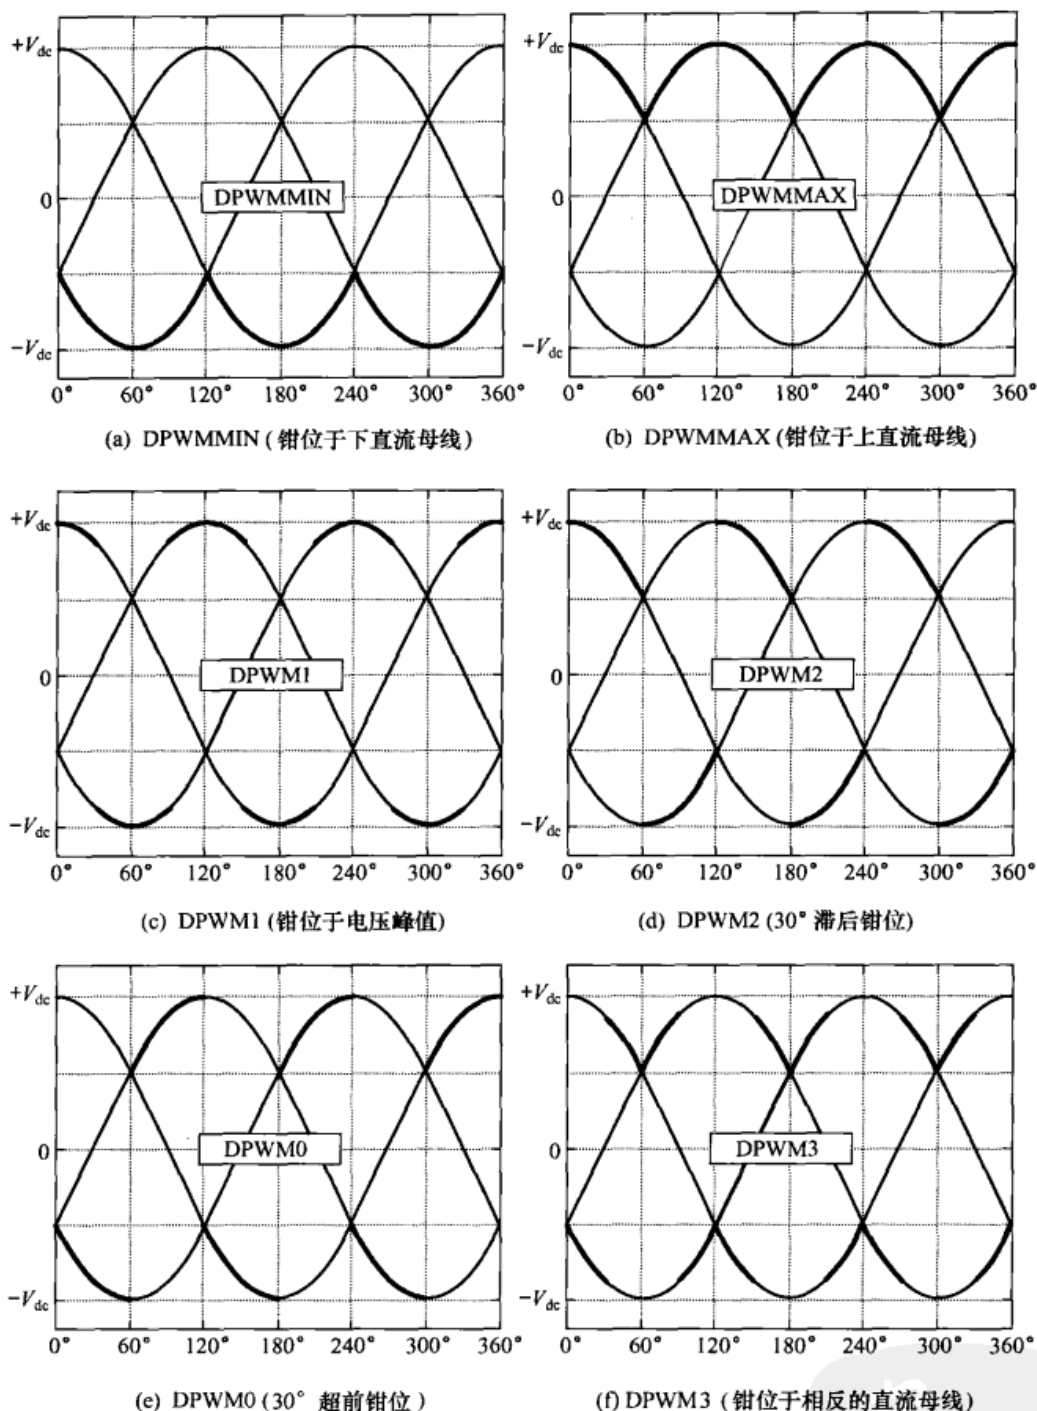 +Vdc
0
−Vdc
DPWMMIN
0° 60° 120° 180° 240° 300° 360°
(a) DPWMMIN (钳位于下直流母线)
+Vdc
0
−Vdc
DPWMMAX
0° 60° 120° 180° 240° 300° 360°
(b) DPWMMAX (钳位于上直流母线)
+Vdc
0
−Vdc
DPWM1
0° 60° 120° 180° 240° 300° 360°
(c) DPWM1 (钳位于电压峰值)
+Vdc
0
−Vdc
DPWM2
0° 60° 120° 180° 240° 300° 360°
(d) DPWM2 (30° 滞后钳位)
+Vdc
0
−Vdc
DPWM0
0° 60° 120° 180° 240° 300° 360°
(e) DPWM0 (30° 超前钳位)
+Vdc
0
−Vdc
DPWM3
0° 60° 120° 180° 240° 300° 360°
(f) DPWM3 (钳位于相反的直流母线)